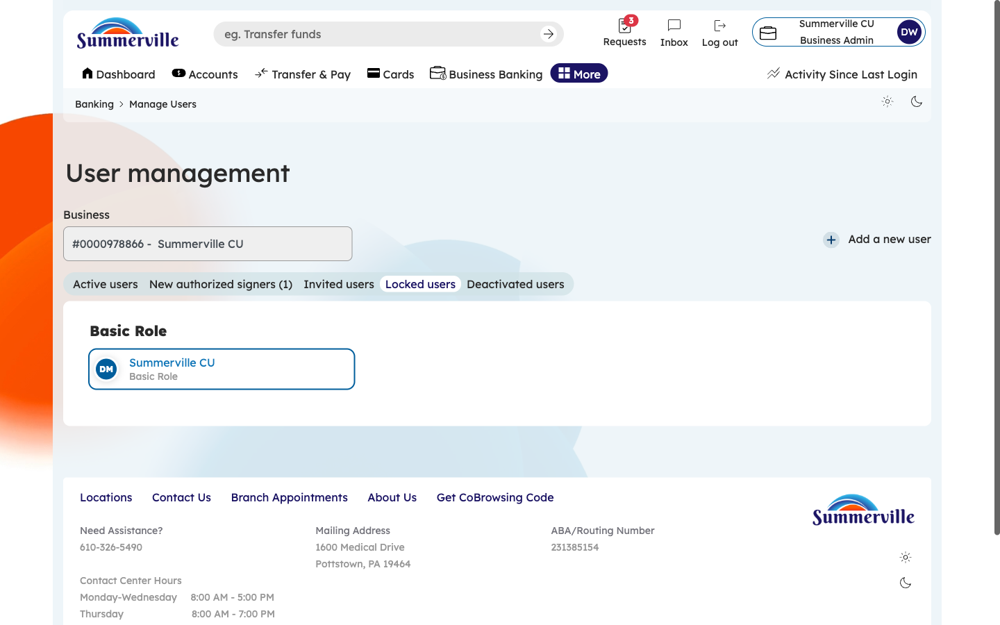 Summerville
eg. Transfer funds
3
Requests
Inbox
Log out
Summerville CU
Business Admin
DW
Dashboard
Accounts
Transfer & Pay
Cards
Business Banking
More
Activity Since Last Login
Banking > Manage Users
User management
Business
#0000978866 - Summerville CU
Add a new user
Active users
New authorized signers (1)
Invited users
Locked users
Deactivated users
Basic Role
DM
Summerville CU
Basic Role
Locations
Contact Us
Branch Appointments
About Us
Get CoBrowsing Code
Summerville
Need Assistance?
610-326-5490
Mailing Address
1600 Medical Drive
Pottstown, PA 19464
ABA/Routing Number
231385154
Contact Center Hours
Monday-Wednesday 8:00 AM - 5:00 PM
Thursday 8:00 AM - 7:00 PM